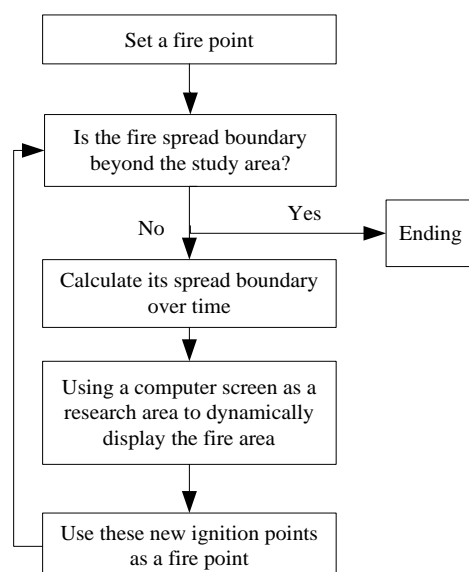 Set a fire point
Is the fire spread boundary
beyond the study area?
No
Yes
Ending
Calculate its spread boundary
over time
Using a computer screen as a
research area to dynamically
display the fire area
Use these new ignition points
as a fire point